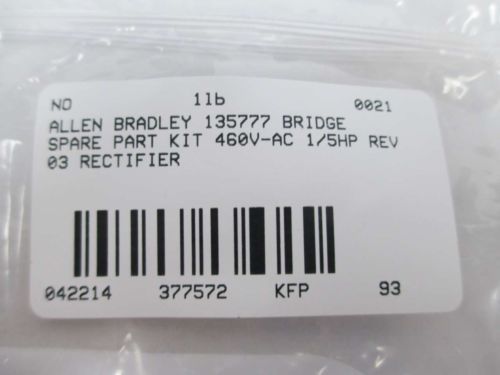 NO 1lb 0021
ALLEN BRADLEY 135777 BRIDGE
SPARE PART KIT 460V-AC 1/5HP REV
03 RECTIFIER
042214 377572 KFP 93